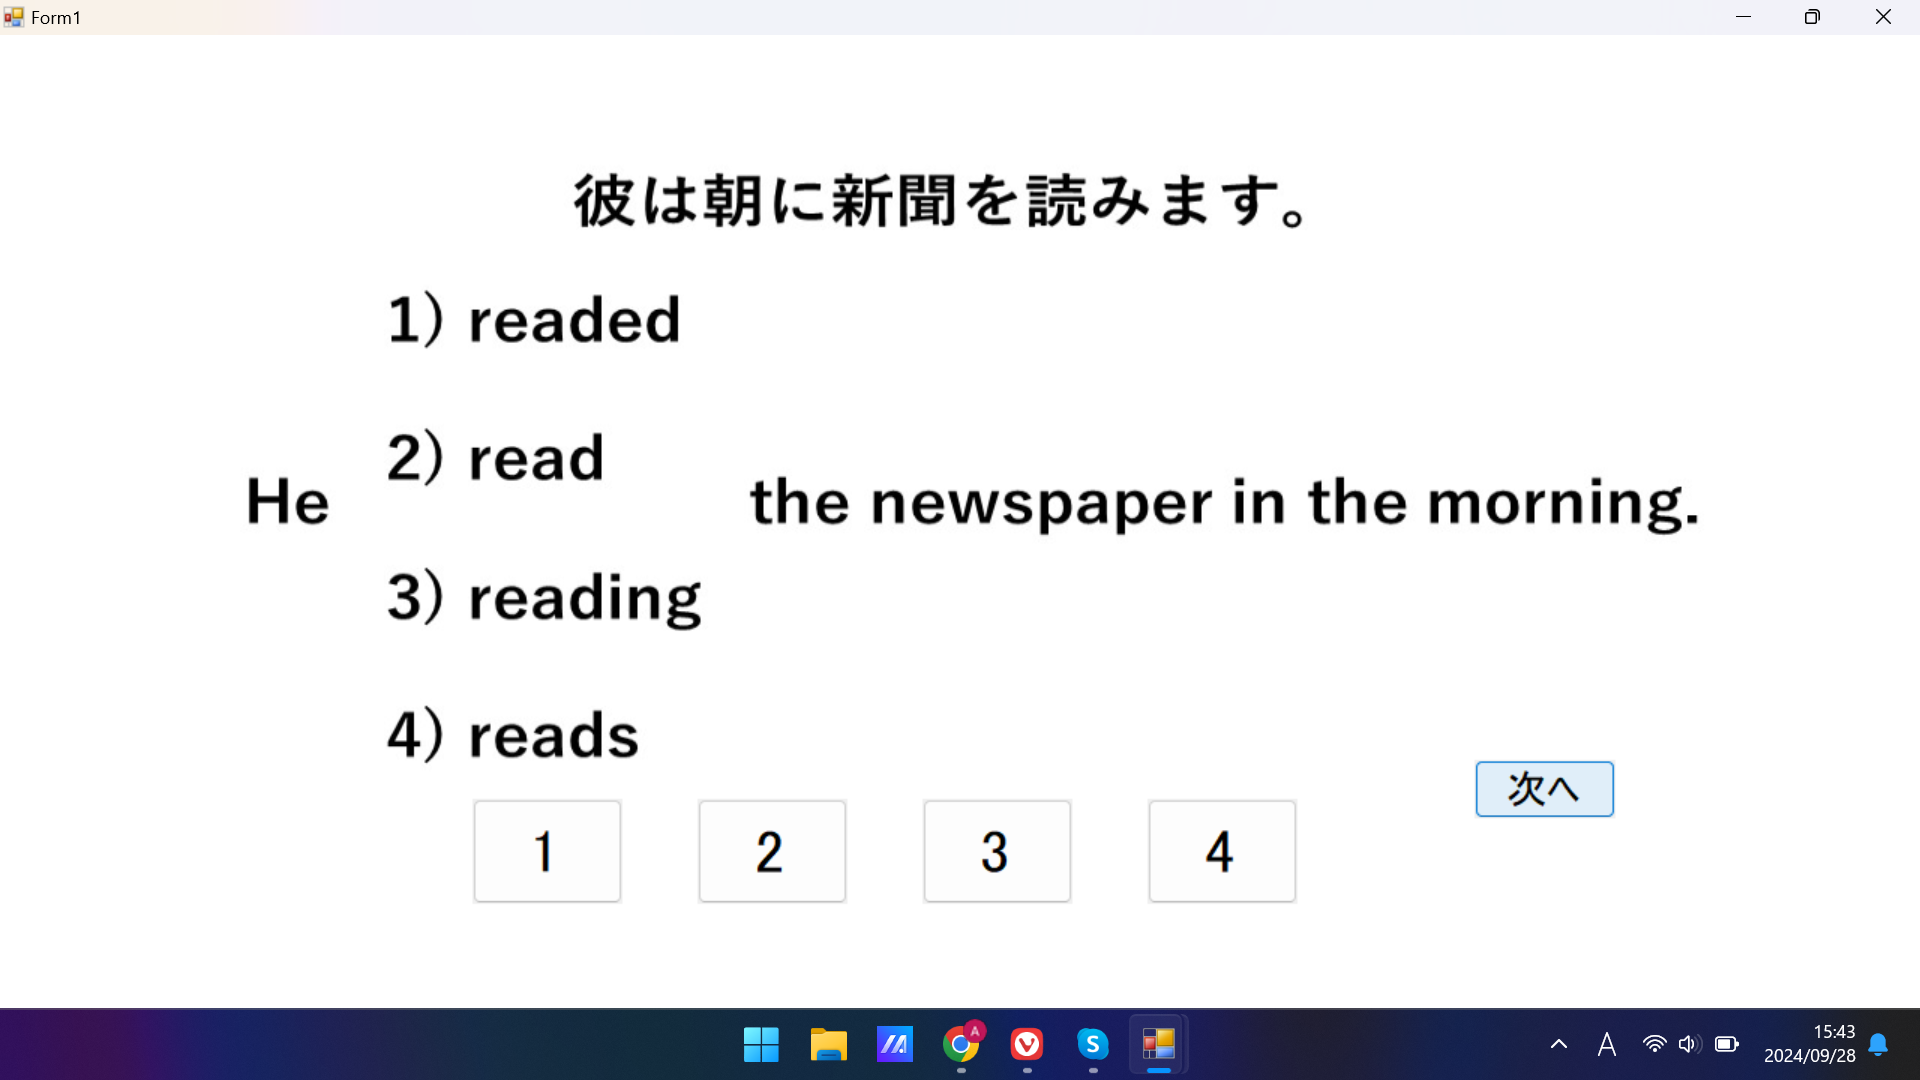 Form1
彼は朝に新聞を読みます。
1) readed
2) read
He
the newspaper in the morning.
3) reading
4) reads
次へ
1 2 3 4
A
S
A
15:43
2024/09/28